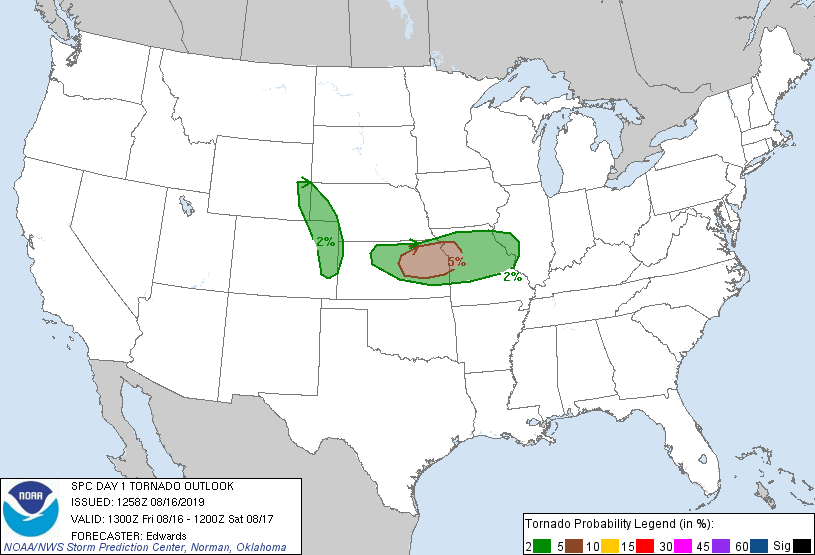 2%
5%
2%
NOAA
SPC DAY 1 TORNADO OUTLOOK
ISSUED: 1258Z 08/16/2019
VALID: 1300Z Fri 08/16 - 1200Z Sat 08/17
FORECASTER: Edwards
NOAA/NWS Storm Prediction Center, Norman, Oklahoma
Tornado Probability Legend (in %):
2 5 10 15 30 45 60 Sig